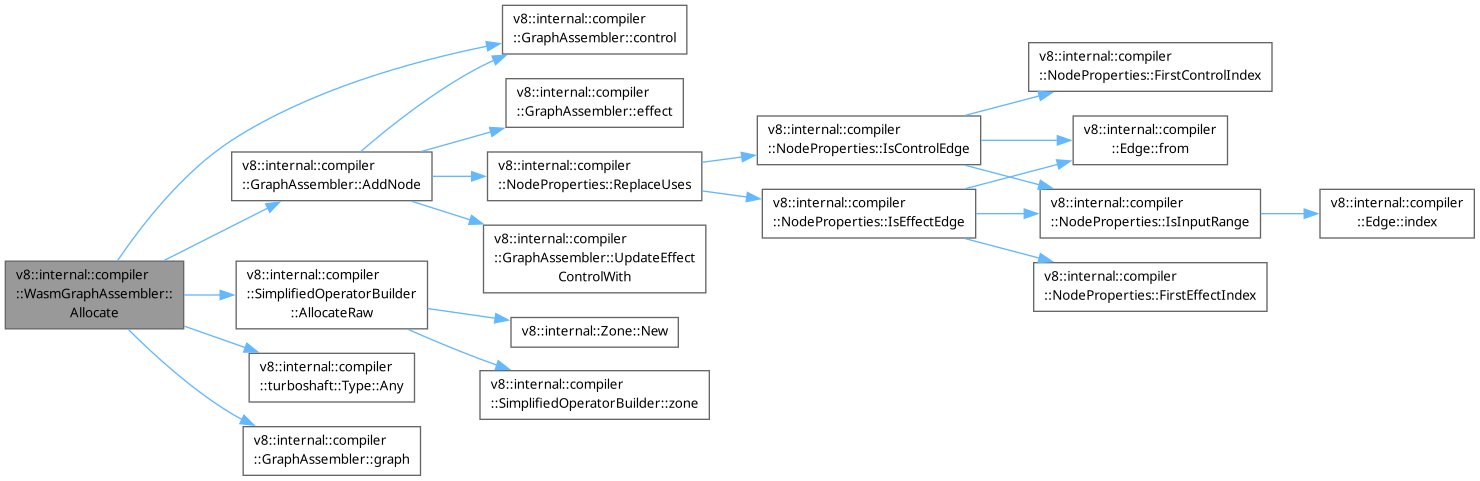 v8::internal::compiler
::WasmGraphAssembler::
Allocate
v8::internal::compiler
::GraphAssembler::control
v8::internal::compiler
::GraphAssembler::AddNode
v8::internal::compiler
::GraphAssembler::effect
v8::internal::compiler
::NodeProperties::ReplaceUses
v8::internal::compiler
::GraphAssembler::UpdateEffect
ControlWith
v8::internal::compiler
::NodeProperties::IsControlEdge
v8::internal::compiler
::NodeProperties::IsEffectEdge
v8::internal::compiler
::NodeProperties::FirstControlIndex
v8::internal::compiler
::Edge::from
v8::internal::compiler
::NodeProperties::IsInputRange
v8::internal::compiler
::Edge::index
v8::internal::compiler
::NodeProperties::FirstEffectIndex
v8::internal::compiler
::SimplifiedOperatorBuilder
::AllocateRaw
v8::internal::Zone::New
v8::internal::compiler
::SimplifiedOperatorBuilder::zone
v8::internal::compiler
::turboshaft::Type::Any
v8::internal::compiler
::GraphAssembler::graph